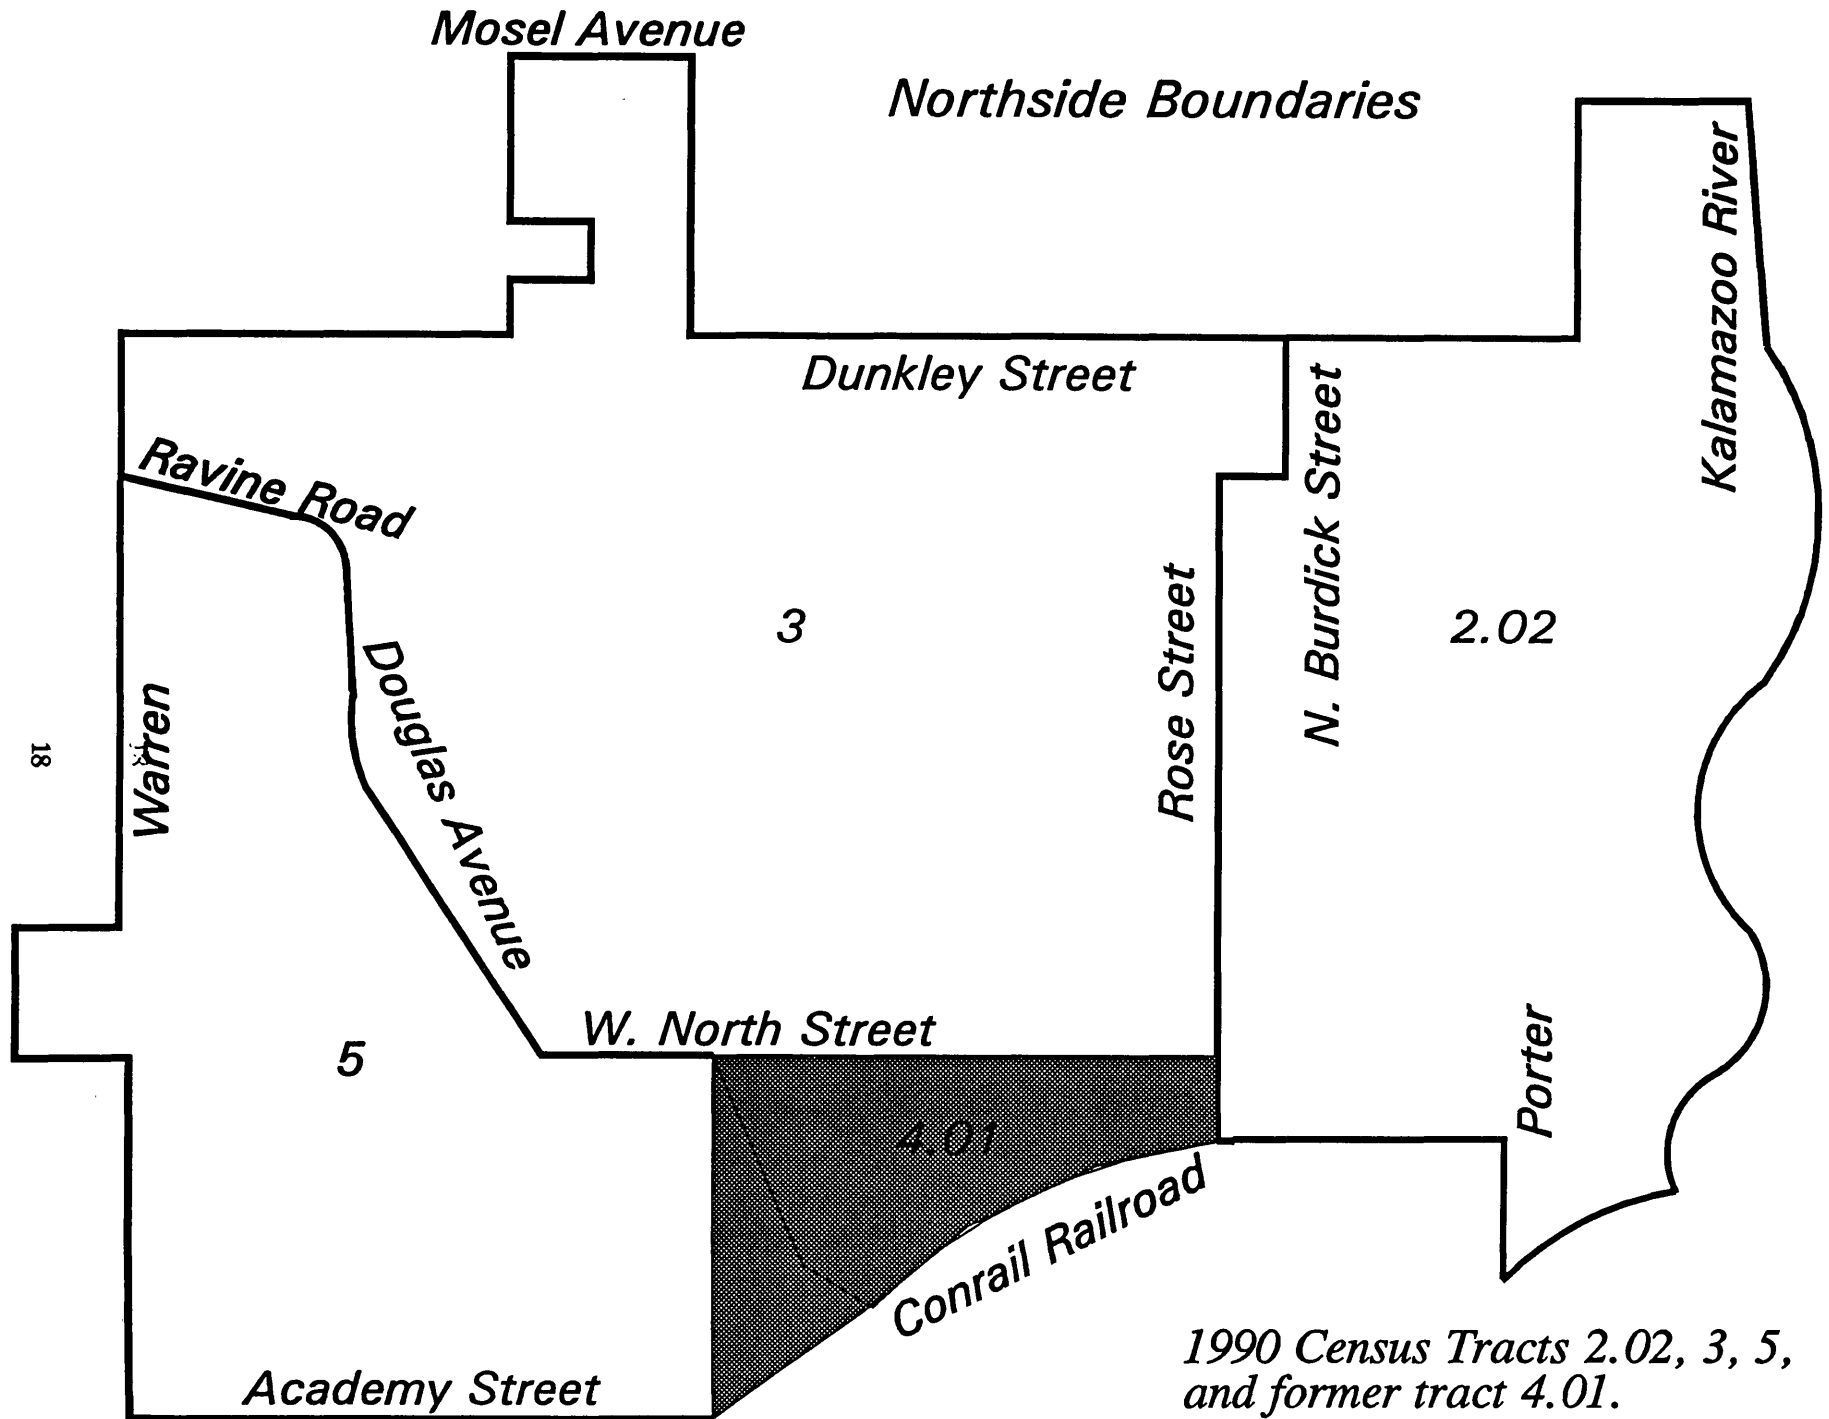 Mosel Avenue
Northside Boundaries
Kalamazoo River
Dunkley Street
N. Burdick Street
Ravine Road
3
2.02
Rose Street
Douglas Avenue
Warren
18
W. North Street
5
Porter
4.01
Conrail Railroad
Academy Street
1990 Census Tracts 2.02, 3, 5,
and former tract 4.01.